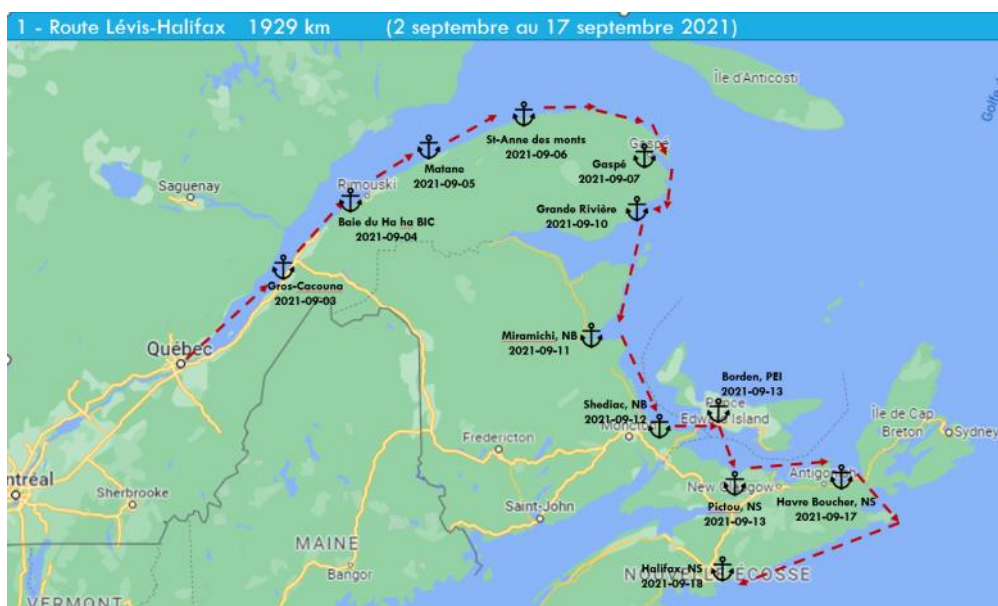 1 - Route Lévis-Halifax 1929 km (2 septembre au 17 septembre 2021)
Île d'Anticosti
St-Anne des monts
2021-09-06
Matane
2021-09-05
Gaspé
Gaspé
2021-09-07
Saguenay
Rimouski
Baie du Ha ha BIC
2021-09-04
Grande Rivière
2021-09-10
Gros-Cacouna
2021-09-03
Québec
Miramichi, NB
2021-09-11
Borden, PEI
2021-09-13
Shediac, NB
2021-09-12
Edward Island
Île de Cap
Breton
Sydney
Fredericton
New Glasgow
Pictou, NS
2021-09-13
Havre Boucher, NS
2021-09-17
Sherbrooke
Saint-John
MAINE
Bangor
Halifax, NS
2021-09-18
VERMONT